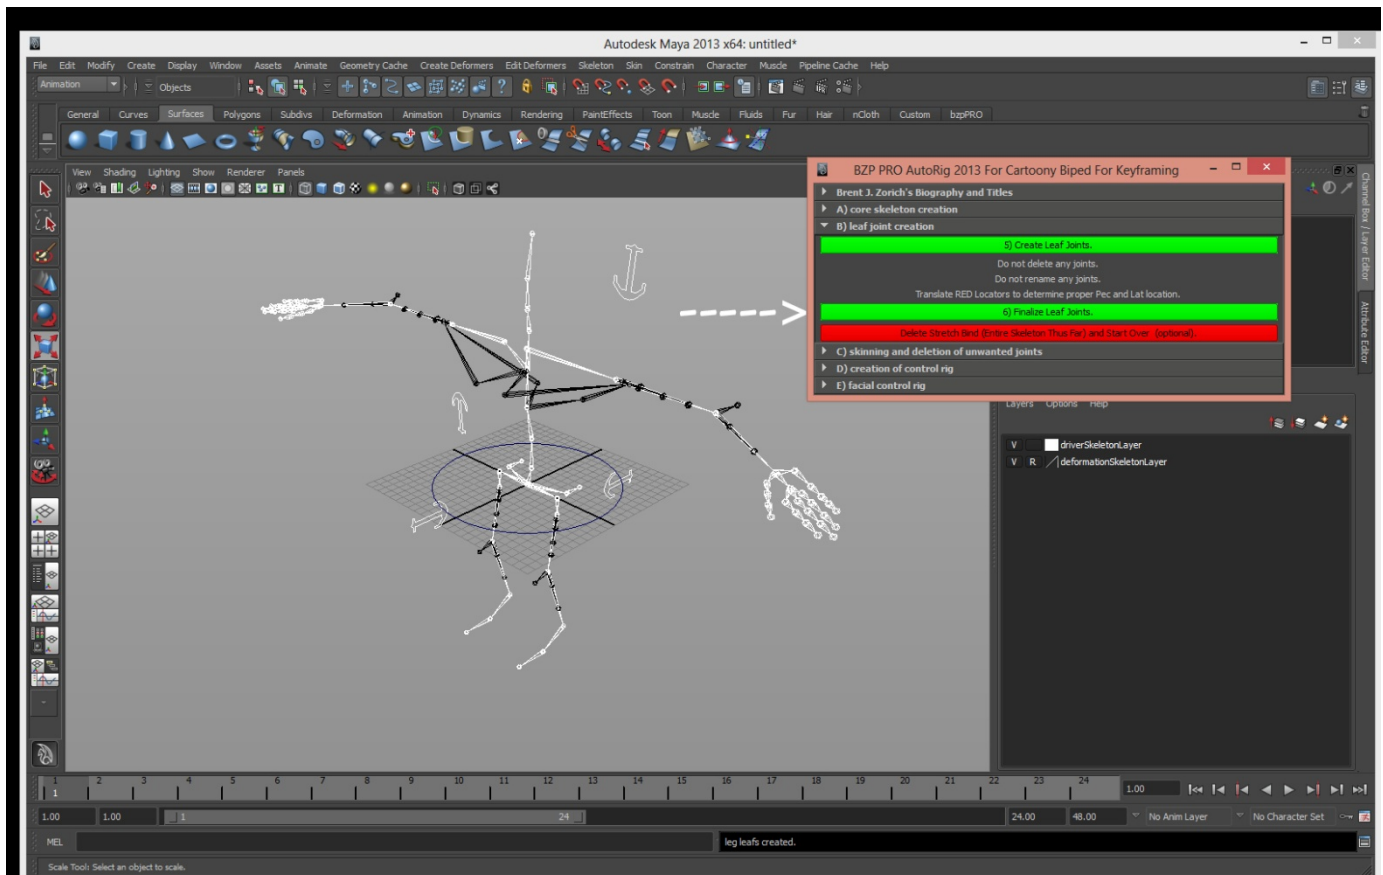 Autodesk Maya 2013 x64: untitled*
File Edit Modify Create Display Window Assets Animate Geometry Cache Create Deformers Edit Deformers Skeleton Skin Constrain Character Muscle Pipeline Cache Help
Animation Objects
General Curves Surfaces Polygons Subdivs Deformation Animation Dynamics Rendering PaintEffects Toon Muscle Fluids Fur Hair nCloth Custom bzpPRO
View Shading Lighting Show Renderer Panels
BZP PRO AutoRig 2013 For Cartoony Biped For Keyframing
Brent J. Zorich's Biography and Titles
A) core skeleton creation
B) leaf joint creation
5) Create Leaf Joints.
Do not delete any joints.
Do not rename any joints.
Translate RED Locators to determine proper Pec and Lat location.
6) Finalize Leaf Joints.
Delete Stretch Bind (Entire Skeleton Thus Far) and Start Over (optional).
C) skinning and deletion of unwanted joints
D) creation of control rig
E) facial control rig
Channel Box / Layer Editor
Attribute Editor
Layers Options Help
V driverSkeletonLayer
V R deformationSkeletonLayer
1 2 3 4 5 6 7 8 9 10 11 12 13 14 15 16 17 18 19 20 21 22 23 24
1 1.00
1.00 1.00 1 24 24.00 48.00 No Anim Layer No Character Set
MEL leg leafs created.
Scale Tool: Select an object to scale.